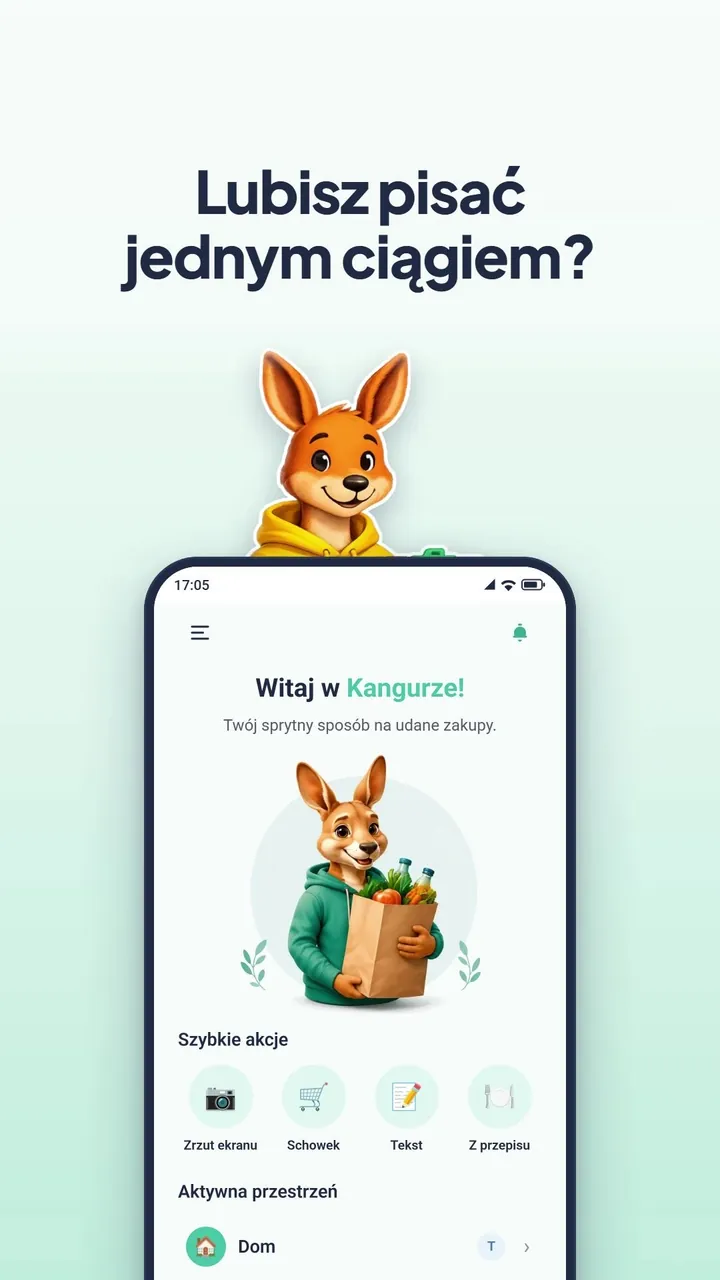 Lubisz pisać
jednym ciągiem?
17:05
Witaj w Kangurze!
Twój sprytny sposób na udane zakupy.
Szybkie akcje
Zrzut ekranu
Schowek
Tekst
Z przepisu
Aktywna przestrzeń
Dom
T